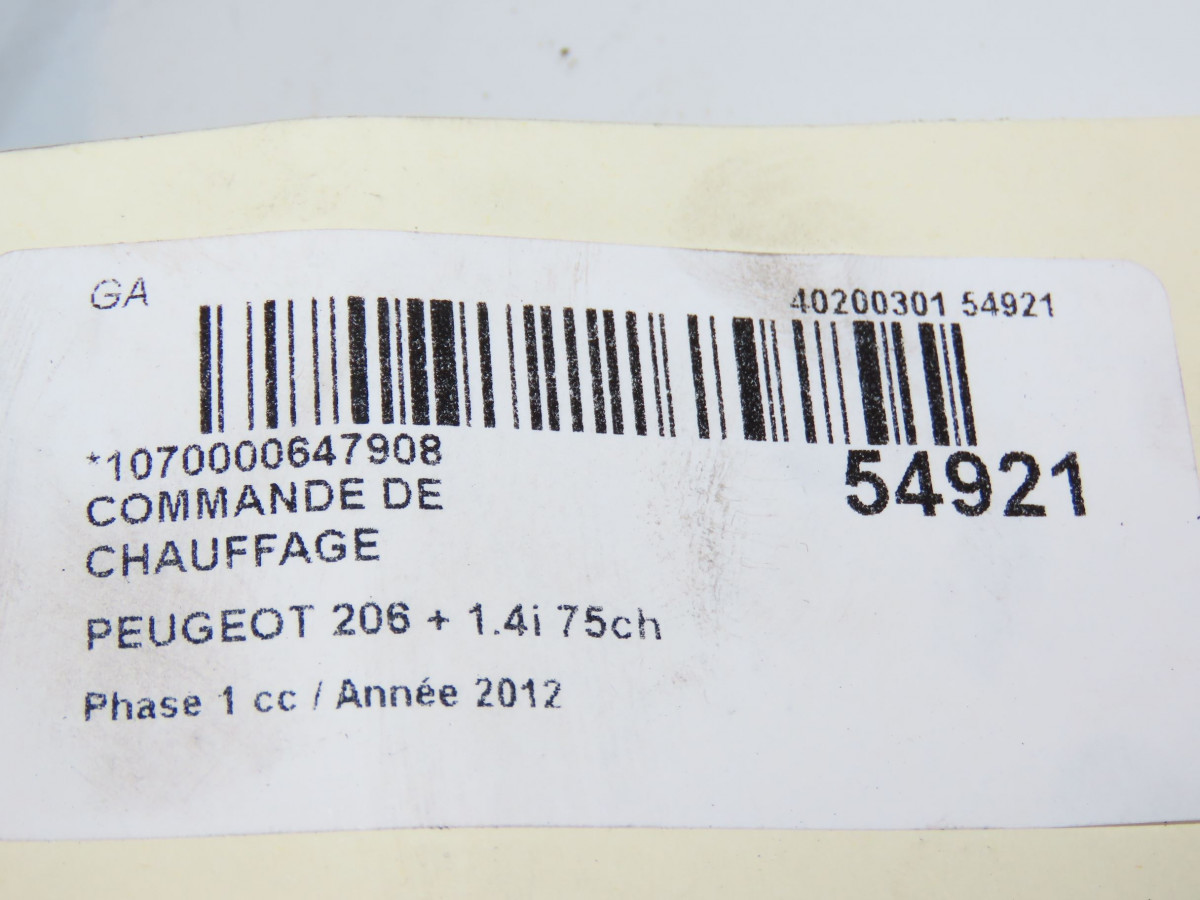 GA
40200301 54921
*1070000647908
54921
COMMANDE DE
CHAUFFAGE
PEUGEOT 206 + 1.4i 75ch
Phase 1 cc / Année 2012